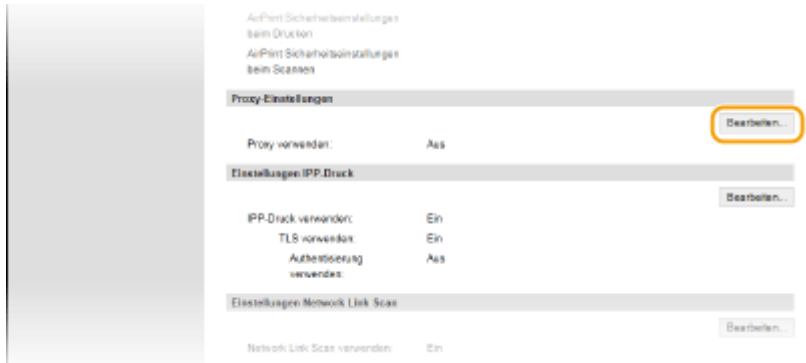 AirPrint Sicherheitseinstellungen
beim Drucken
AirPrint Sicherheitseinstellungen
beim Scannen
Proxy-Einstellungen
Bearbeiten...
Proxy verwenden: Aus
Einstellungen IPP-Druck
Bearbeiten...
IPP-Druck verwenden: Ein
TLS verwenden: Ein
Authentisierung Aus
verwenden:
Einstellungen Network Link Scan
Bearbeiten...
Network Link Scan verwenden: Ein